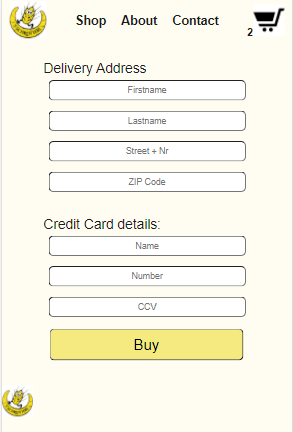 Shop About Contact
2
Delivery Address
Firstname
Lastname
Street + Nr
ZIP Code
Credit Card details:
Name
Number
CCV
Buy